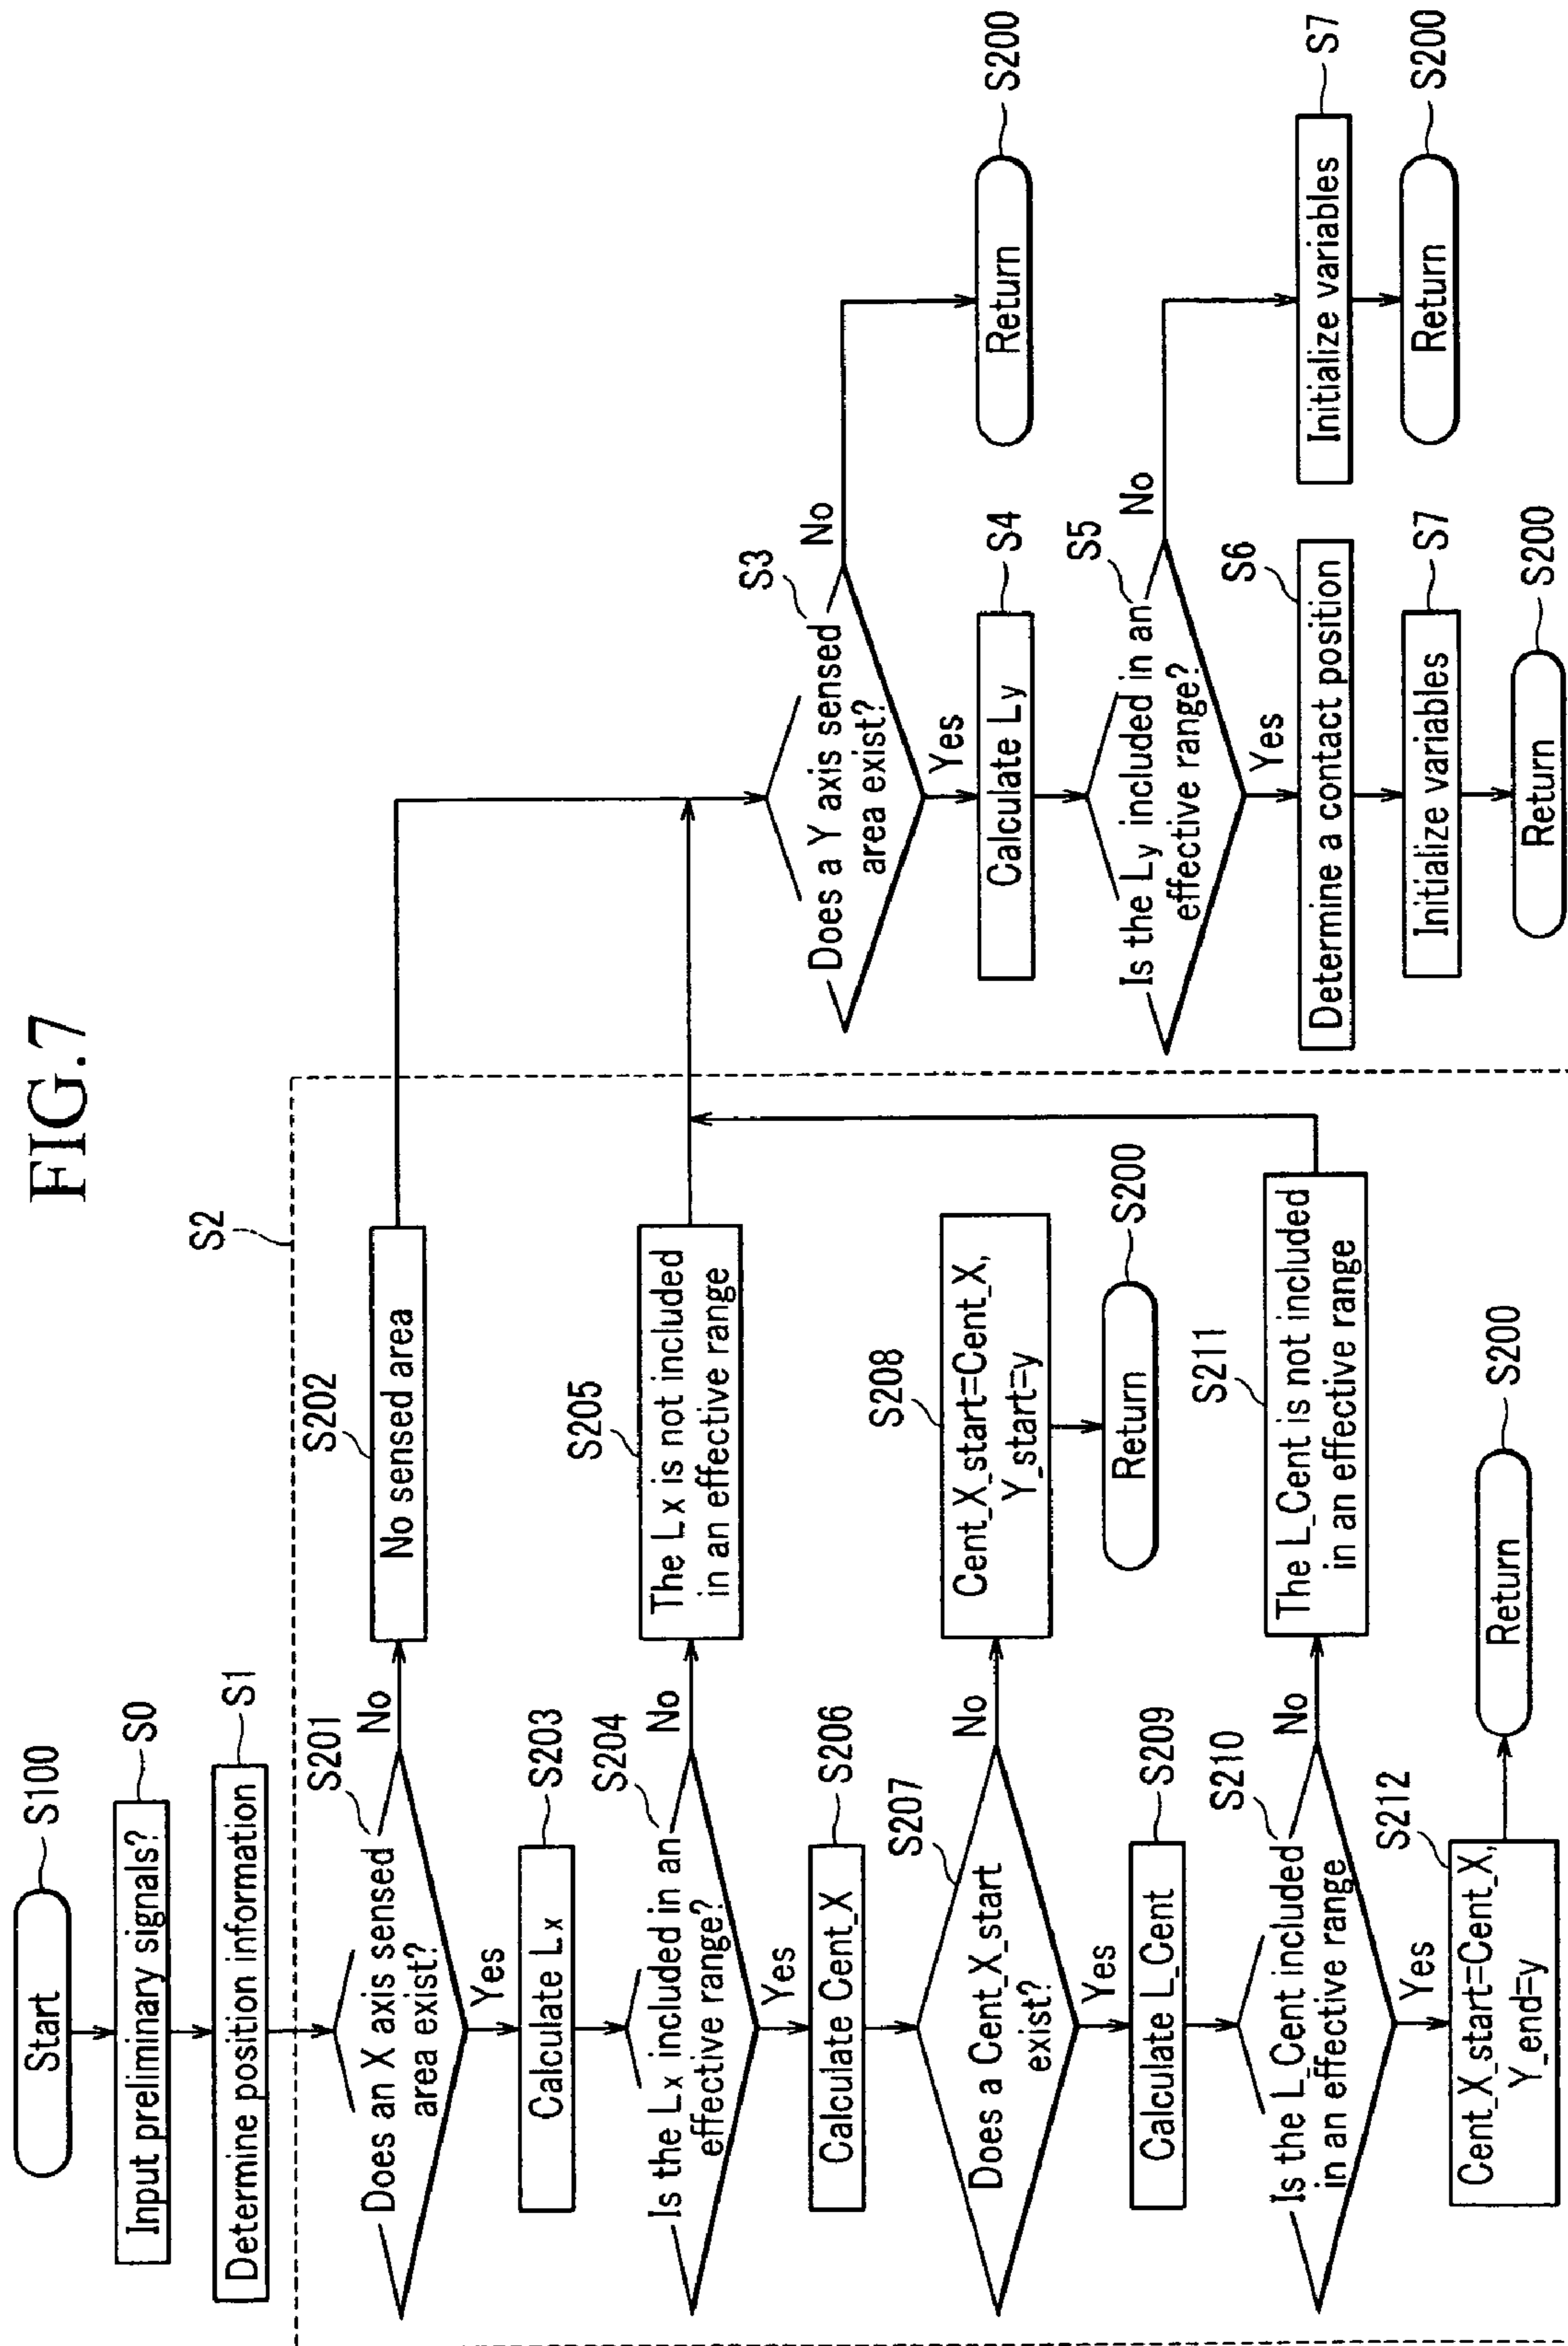 FIG.7
Start
S100
Input preliminary signals?
S0
Determine position information
S1
S2
Does an X axis sensed
area exist?
S201
No
S202
No sensed area
Yes
Calculate Lx
S203
Is the Lx included in an
effective range?
S204
No
S205
The Lx is not included
in an effective range
Yes
Calculate Cent_X
S206
Does a Cent_X_start
exist?
S207
No
S208
Cent_X_start=Cent_X,
Y_start=y
Return
S200
Yes
Calculate L_Cent
S209
Is the L_Cent included
in an effective range
S210
No
S211
The L_Cent is not included
in an effective range
Yes
S212
Cent_X_start=Cent_X,
Y_end=y
Return
S200
Does a Y axis sensed
area exist?
S3
No
Return
S200
Yes
Calculate Ly
S4
Is the Ly included in an
effective range?
S5
No
Initialize variables
S7
Return
S200
Yes
Determine a contact position
S6
Initialize variables
S7
Return
S200